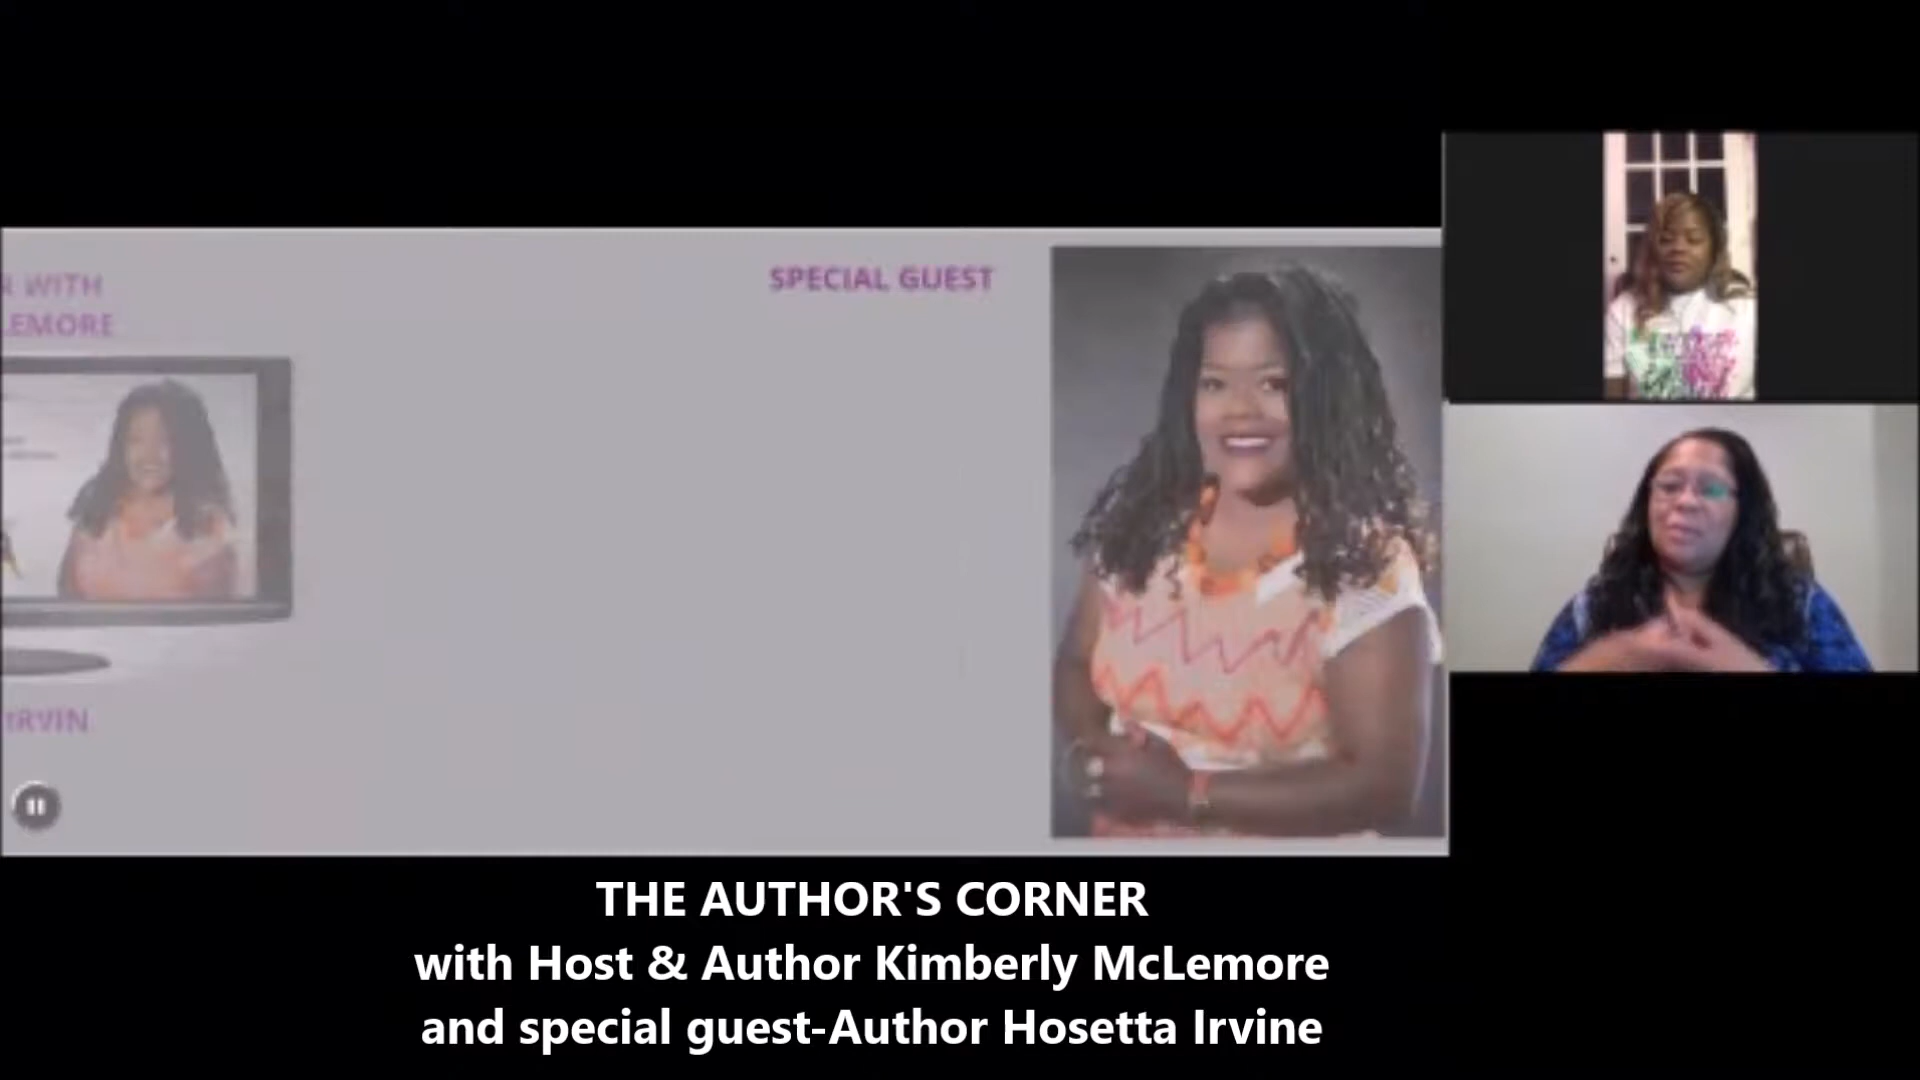 WITH
LEMORE
SPECIAL GUEST
IRVIN
THE AUTHOR'S CORNER
with Host & Author Kimberly McLemore
and special guest-Author Hosetta Irvine